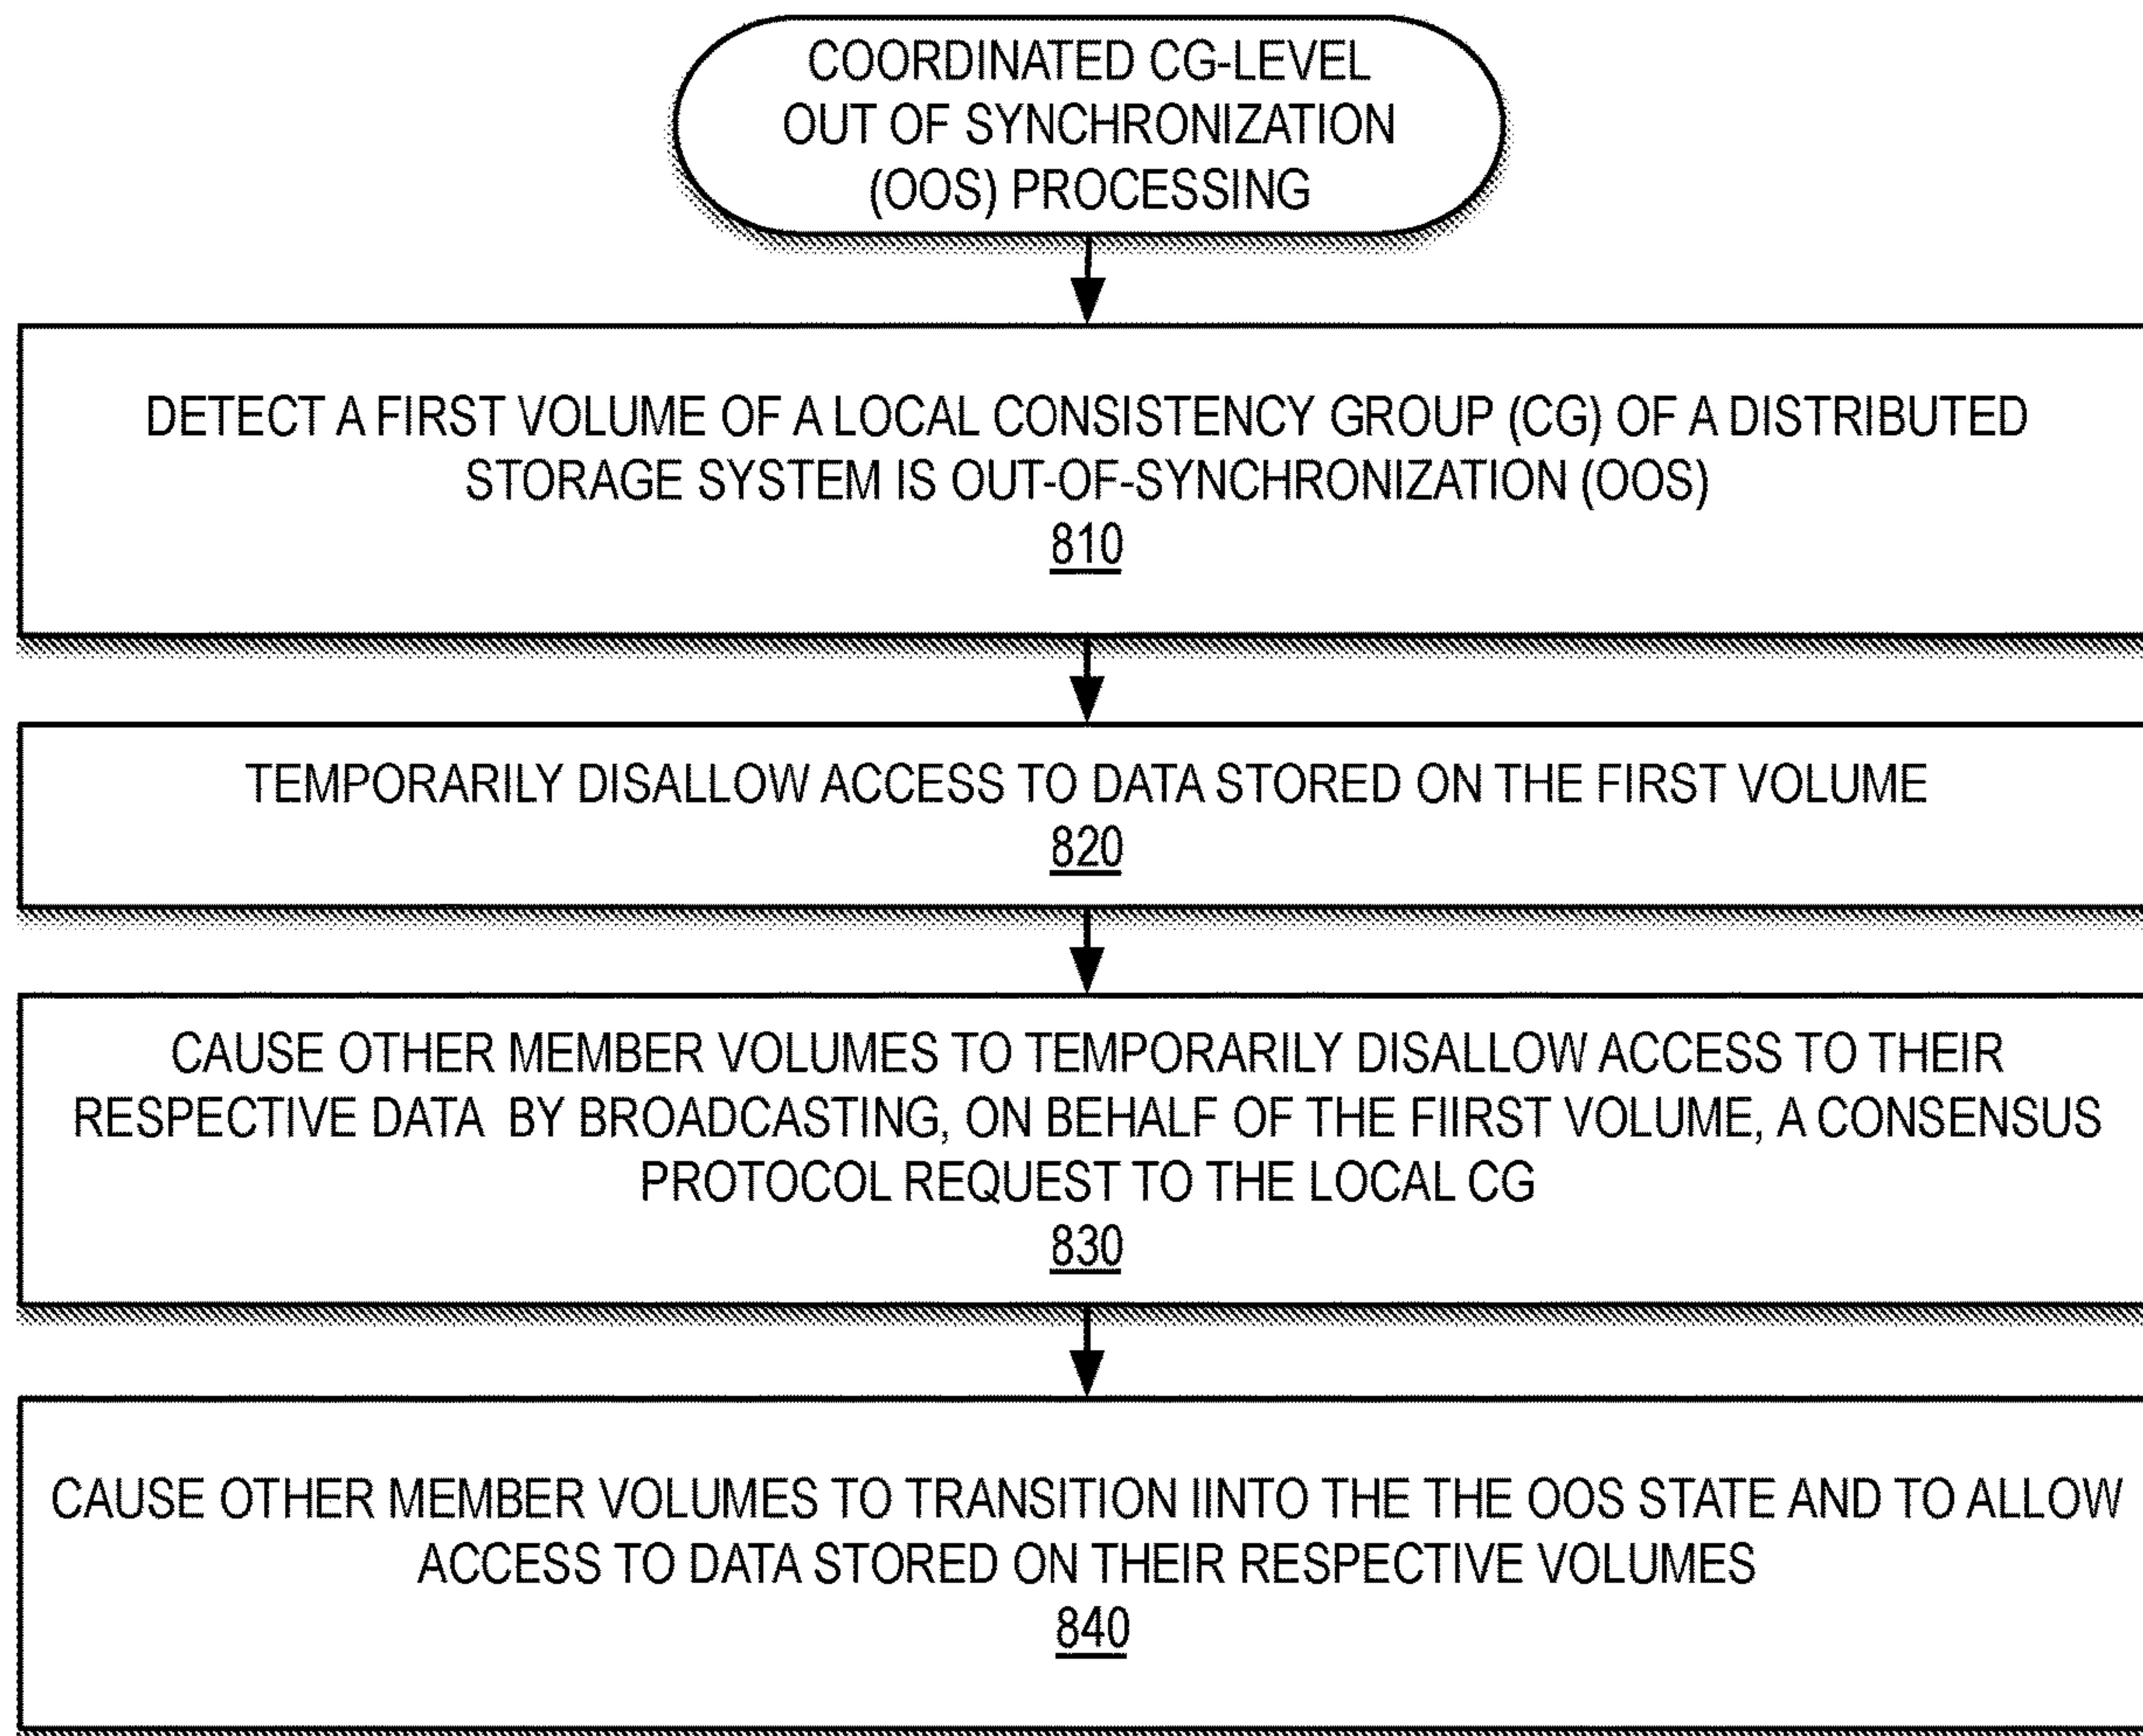 COORDINATED CG-LEVEL
OUT OF SYNCHRONIZATION
(OOS) PROCESSING
DETECT A FIRST VOLUME OF A LOCAL CONSISTENCY GROUP (CG) OF A DISTRIBUTED
STORAGE SYSTEM IS OUT-OF-SYNCHRONIZATION (OOS)
810
TEMPORARILY DISALLOW ACCESS TO DATA STORED ON THE FIRST VOLUME
820
CAUSE OTHER MEMBER VOLUMES TO TEMPORARILY DISALLOW ACCESS TO THEIR
RESPECTIVE DATA BY BROADCASTING, ON BEHALF OF THE FIIRST VOLUME, A CONSENSUS
PROTOCOL REQUEST TO THE LOCAL CG
830
CAUSE OTHER MEMBER VOLUMES TO TRANSITION IINTO THE THE OOS STATE AND TO ALLOW
ACCESS TO DATA STORED ON THEIR RESPECTIVE VOLUMES
840